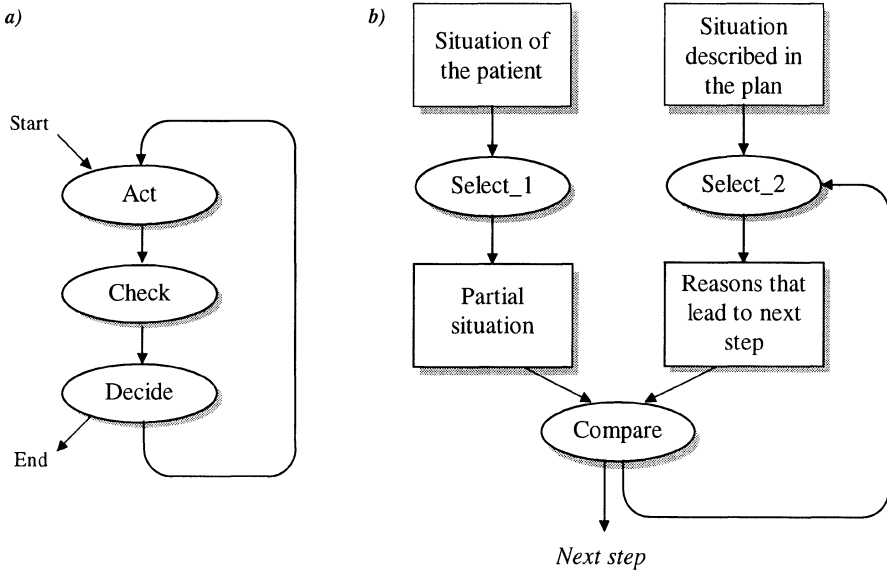 a)
Start
Act
Check
Decide
End
b)
Situation of
the patient
Situation
described in
the plan
Select_1
Select_2
Partial
situation
Reasons that
lead to next
step
Compare
Next step